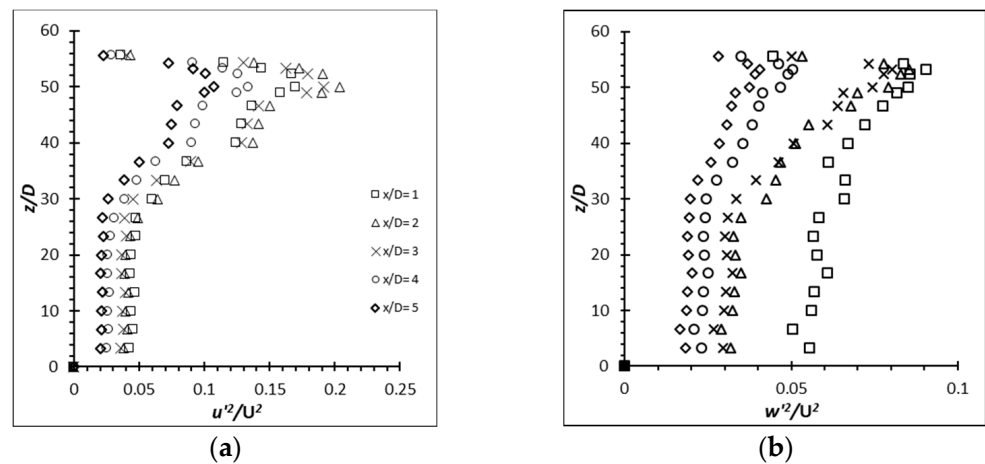 60
50
40
30
20
10
0
z/D
0
0.05
0.1
0.15
0.2
0.25
u'²/U²
□ x/D= 1
△ x/D= 2
× x/D= 3
○ x/D= 4
◇ x/D= 5
(a)
60
50
40
30
20
10
0
z/D
0
0.05
0.1
w'²/U²
(b)